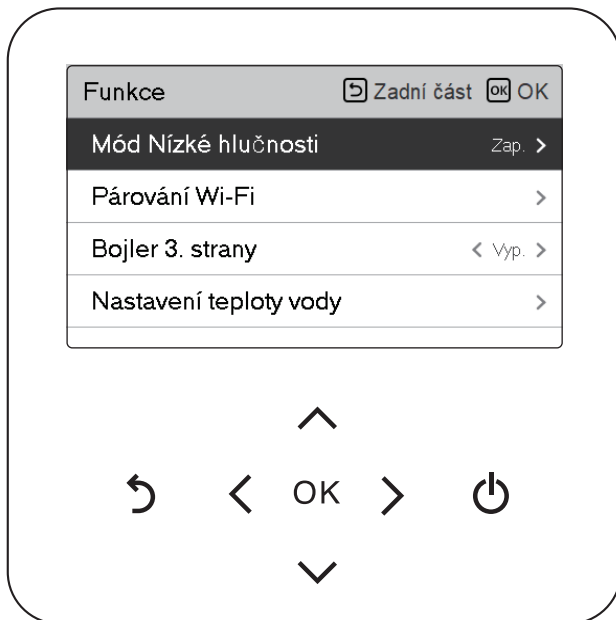 Funkce Zadní část OK OK
Mód Nízké hlučnosti Zap.
Párování Wi-Fi
Bojler 3. strany Vyp.
Nastavení teploty vody
OK